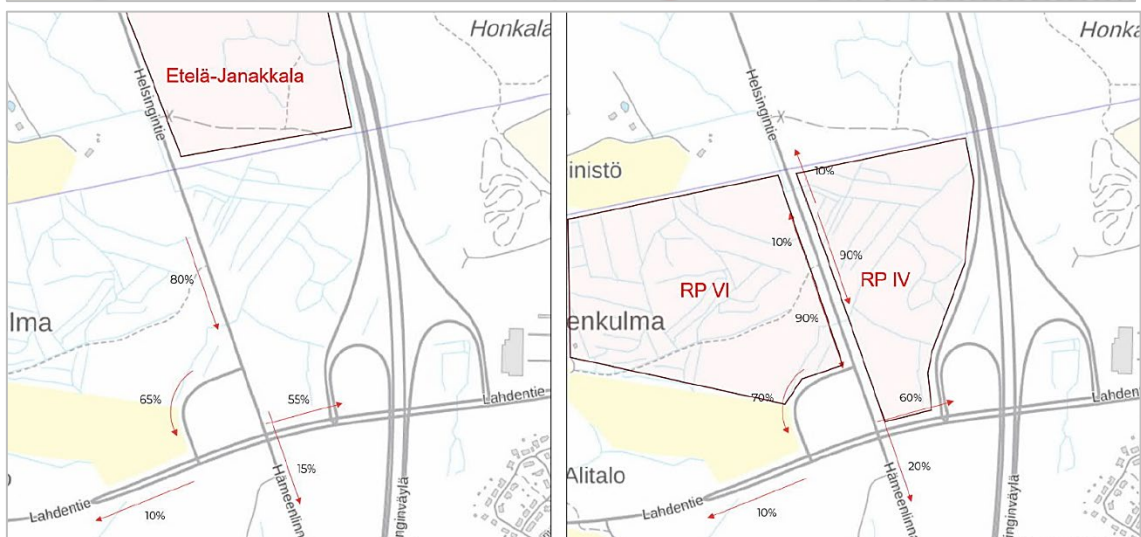 Honkala
Etelä-Janakkala
Helsingintie
80%
lma
65%
55%
Lahdentie
15%
Hämeenlinn
Lahdentie
10%
inginväylä
Honka
Helsingintie
inistö
10%
10%
90%
RP VI
RP IV
enkulma
90%
70%
60%
Lahden
Alitalo
20%
Hämeenlinn
Lahdentie
10%
nginväylä